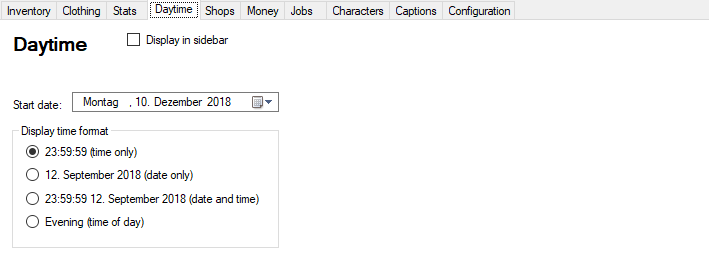 Inventory Clothing Stats Daytime Shops Money Jobs Characters Captions Configuration
Daytime Display in sidebar
Start date: Montag , 10. Dezember 2018
Display time format
23:59:59 (time only)
12. September 2018 (date only)
23:59:59 12. September 2018 (date and time)
Evening (time of day)